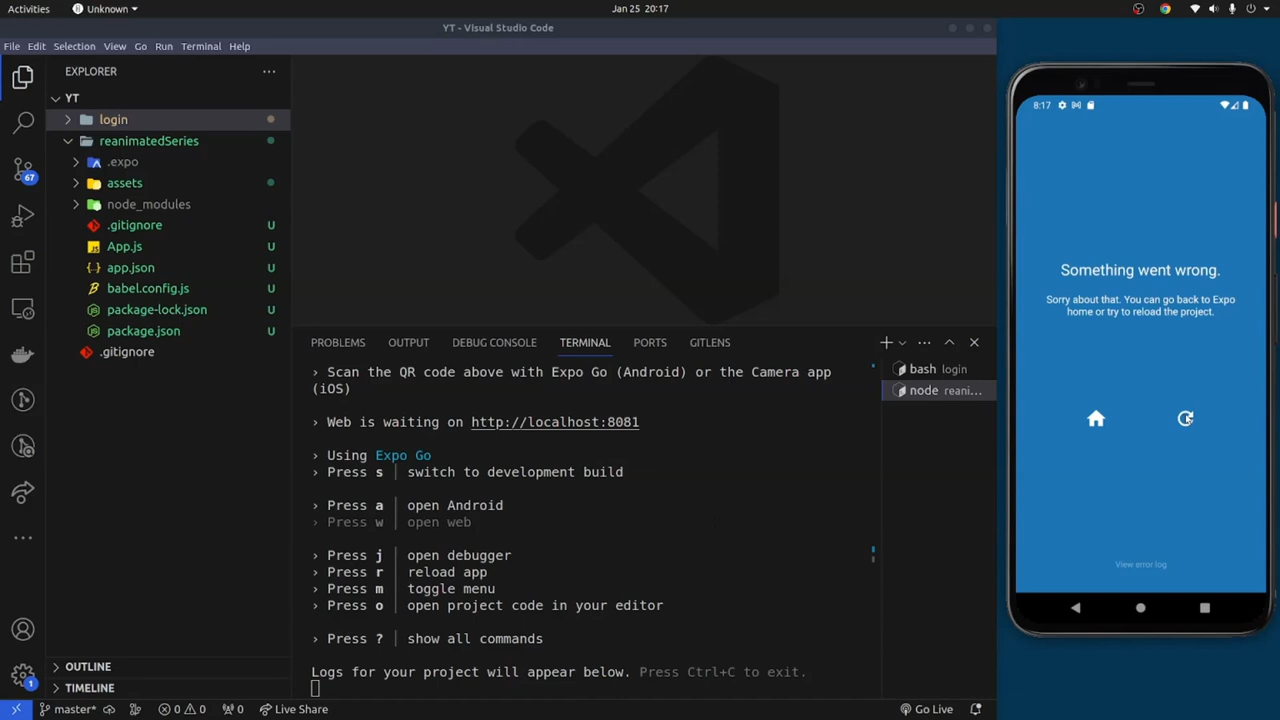 Activities
Unknown
Jan 25 20:17
YT - Visual Studio Code
File Edit Selection View Go Run Terminal Help
EXPLORER
YT
login
reanimatedSeries
.expo
assets
node_modules
.gitignore U
App.js U
app.json U
babel.config.js U
package-lock.json U
package.json U
.gitignore
OUTLINE
TIMELINE
67
1
PROBLEMS OUTPUT DEBUG CONSOLE TERMINAL PORTS GITLENS
› Scan the QR code above with Expo Go (Android) or the Camera app
(iOS)
› Web is waiting on http://localhost:8081
› Using Expo Go
› Press s │ switch to development build
› Press a │ open Android
› Press w │ open web
› Press j │ open debugger
› Press r │ reload app
› Press m │ toggle menu
› Press o │ open project code in your editor
› Press ? │ show all commands
Logs for your project will appear below. Press Ctrl+C to exit.
bash login
node reani...
master* 0 0 0 Live Share
Go Live
8:17
Something went wrong.
Sorry about that. You can go back to Expo
home or try to reload the project.
View error log